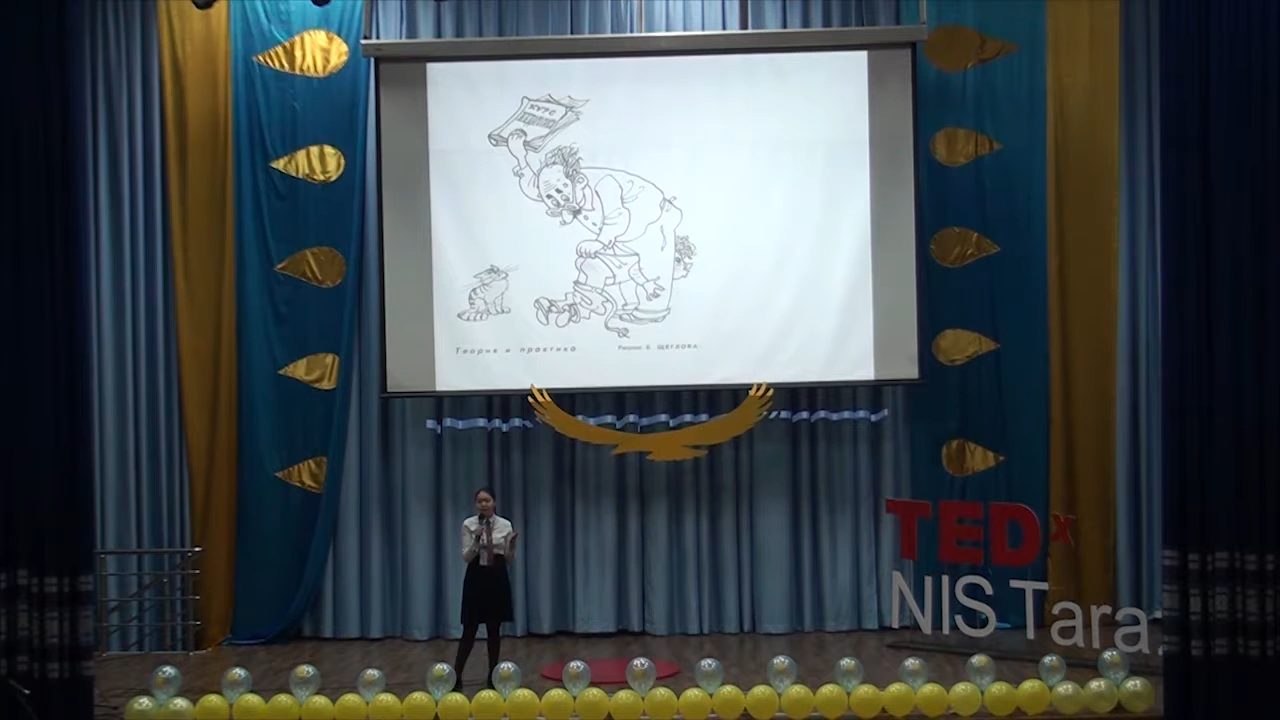 КУРС
Теория и практика
Рисунок Е. ЩЕГЛОВА.
TEDx
NIS Tara.